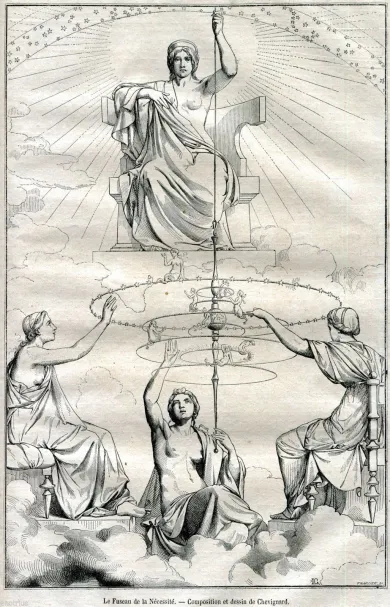 Le Fuseau de la Nécessité. — Composition et dessin de Chevignard.